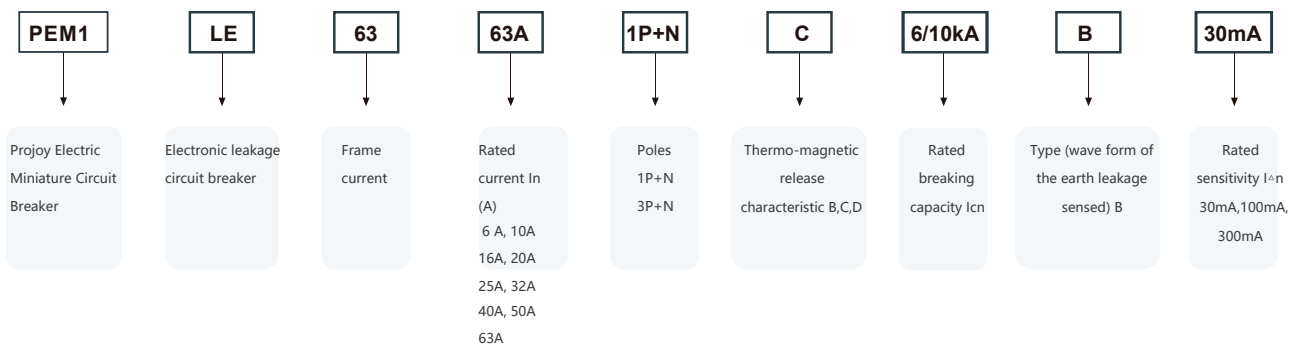 PEM1
LE
63
63A
1P+N
C
6/10kA
B
30mA
Projoy Electric
Miniature Circuit
Breaker
Electronic leakage
circuit breaker
Frame
current
Rated
current In
(A)
6 A, 10A
16A, 20A
25A, 32A
40A, 50A
63A
Poles
1P+N
3P+N
Thermo-magnetic
release
characteristic B,C,D
Rated
breaking
capacity Icn
Type (wave form of
the earth leakage
sensed) B
Rated
sensitivity I△n
30mA,100mA,
300mA